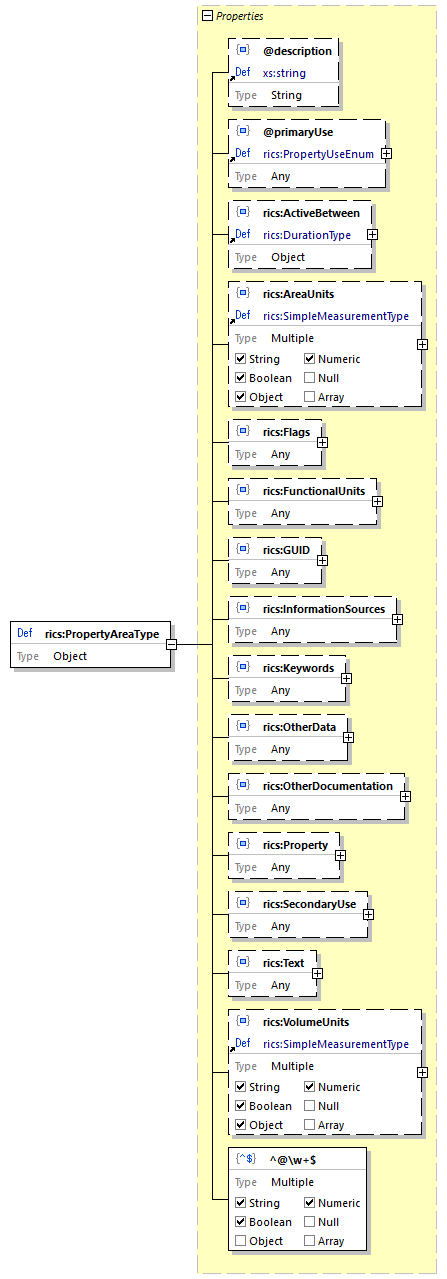 Properties
@description
Def xs:string
Type String
@primaryUse
Def rics:PropertyUseEnum
Type Any
rics:ActiveBetween
Def rics:DurationType
Type Object
rics:AreaUnits
Def rics:SimpleMeasurementType
Type Multiple
String Numeric
Boolean Null
Object Array
rics:Flags
Type Any
rics:FunctionalUnits
Type Any
rics:GUID
Type Any
rics:InformationSources
Type Any
Def rics:PropertyAreaType
Type Object
rics:Keywords
Type Any
rics:OtherData
Type Any
rics:OtherDocumentation
Type Any
rics:Property
Type Any
rics:SecondaryUse
Type Any
rics:Text
Type Any
rics:VolumeUnits
Def rics:SimpleMeasurementType
Type Multiple
String Numeric
Boolean Null
Object Array
{^$} ^@\w+$
Type Multiple
String Numeric
Boolean Null
Object Array